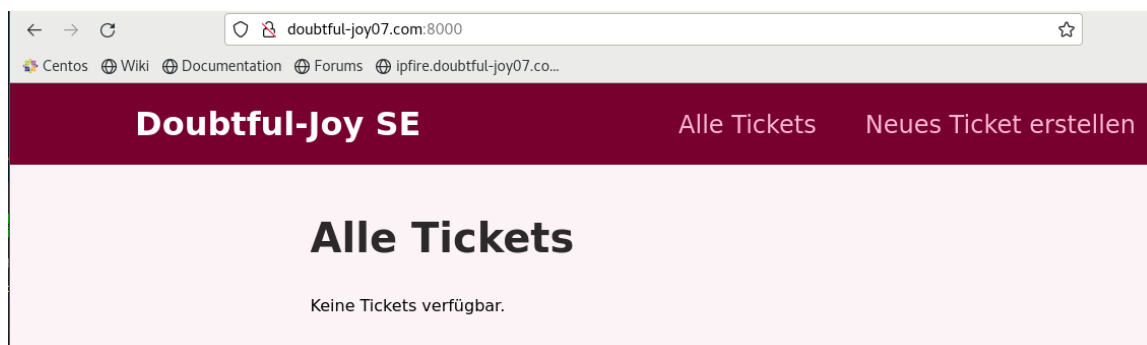 doubtful-joy07.com:8000
Centos Wiki Documentation Forums ipfire.doubtful-joy07.co...
Doubtful-Joy SE Alle Tickets Neues Ticket erstellen
Alle Tickets
Keine Tickets verfügbar.